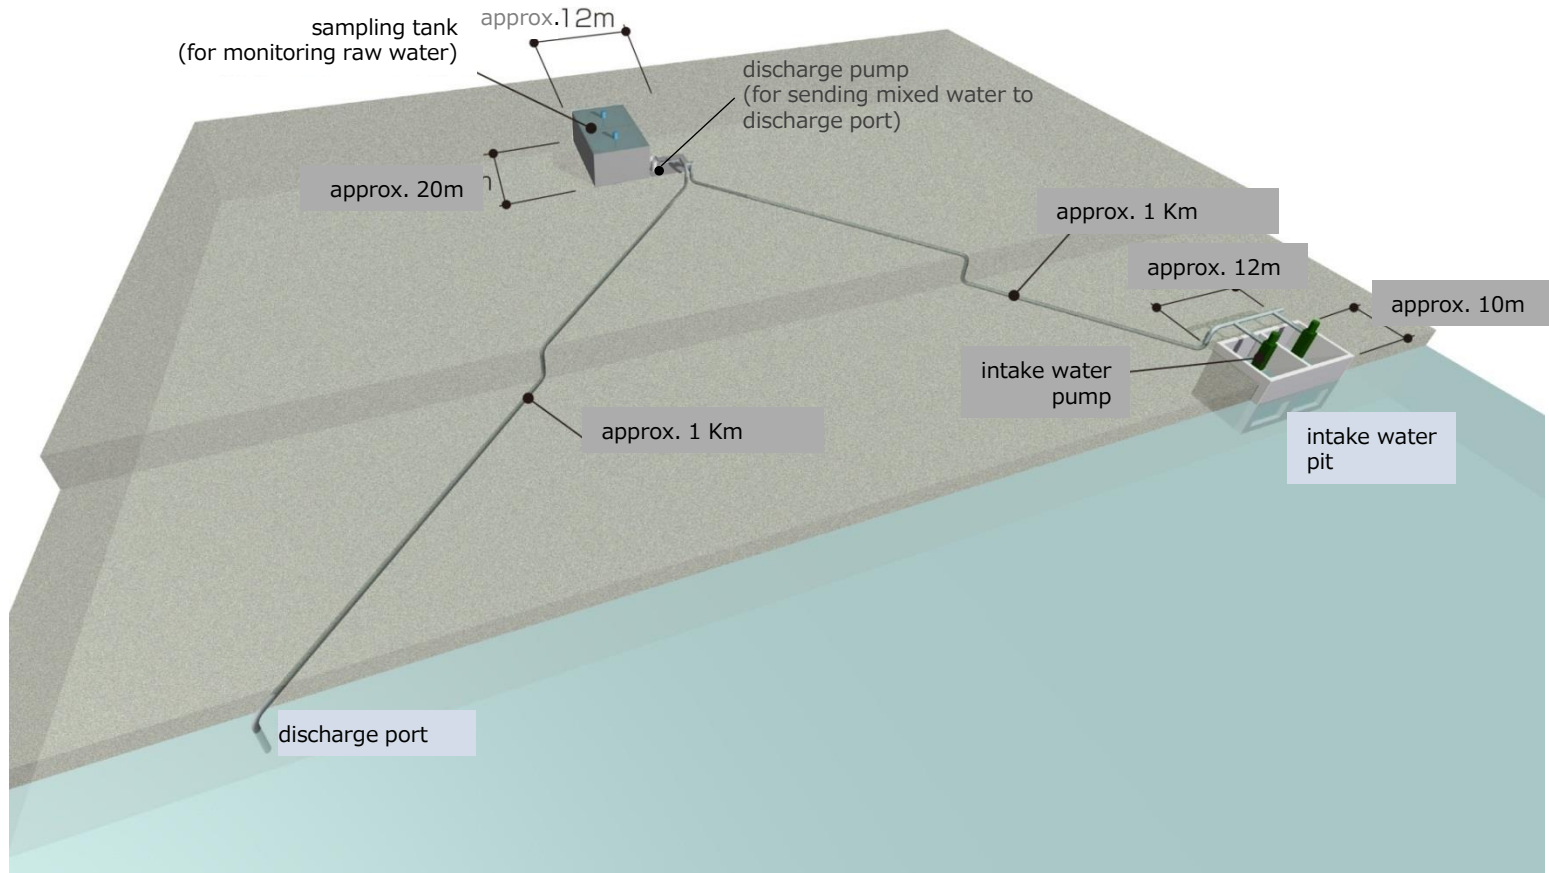 approx.12m
sampling tank
(for monitoring raw water)
discharge pump
(for sending mixed water to
discharge port)
approx. 20m
approx. 1 Km
approx. 12m
approx. 10m
intake water
pump
approx. 1 Km
intake water
pit
discharge port